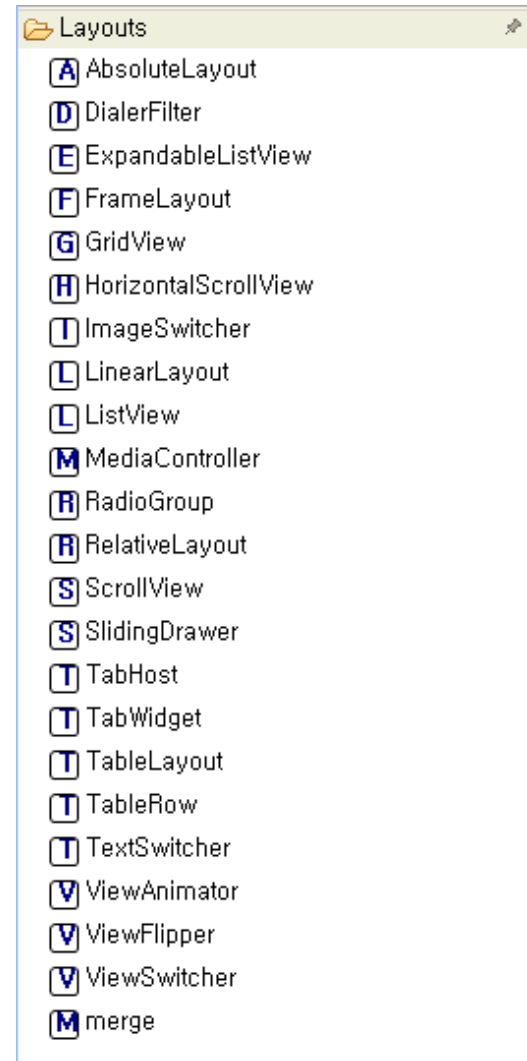 Layouts
A AbsoluteLayout
D DialerFilter
E ExpandableListView
F FrameLayout
G GridView
H HorizontalScrollView
I ImageSwitcher
L LinearLayout
L ListView
M MediaController
R RadioGroup
R RelativeLayout
S ScrollView
S SlidingDrawer
T TabHost
T TabWidget
T TableLayout
T TableRow
T TextSwitcher
V ViewAnimator
V ViewFlipper
V ViewSwitcher
M merge